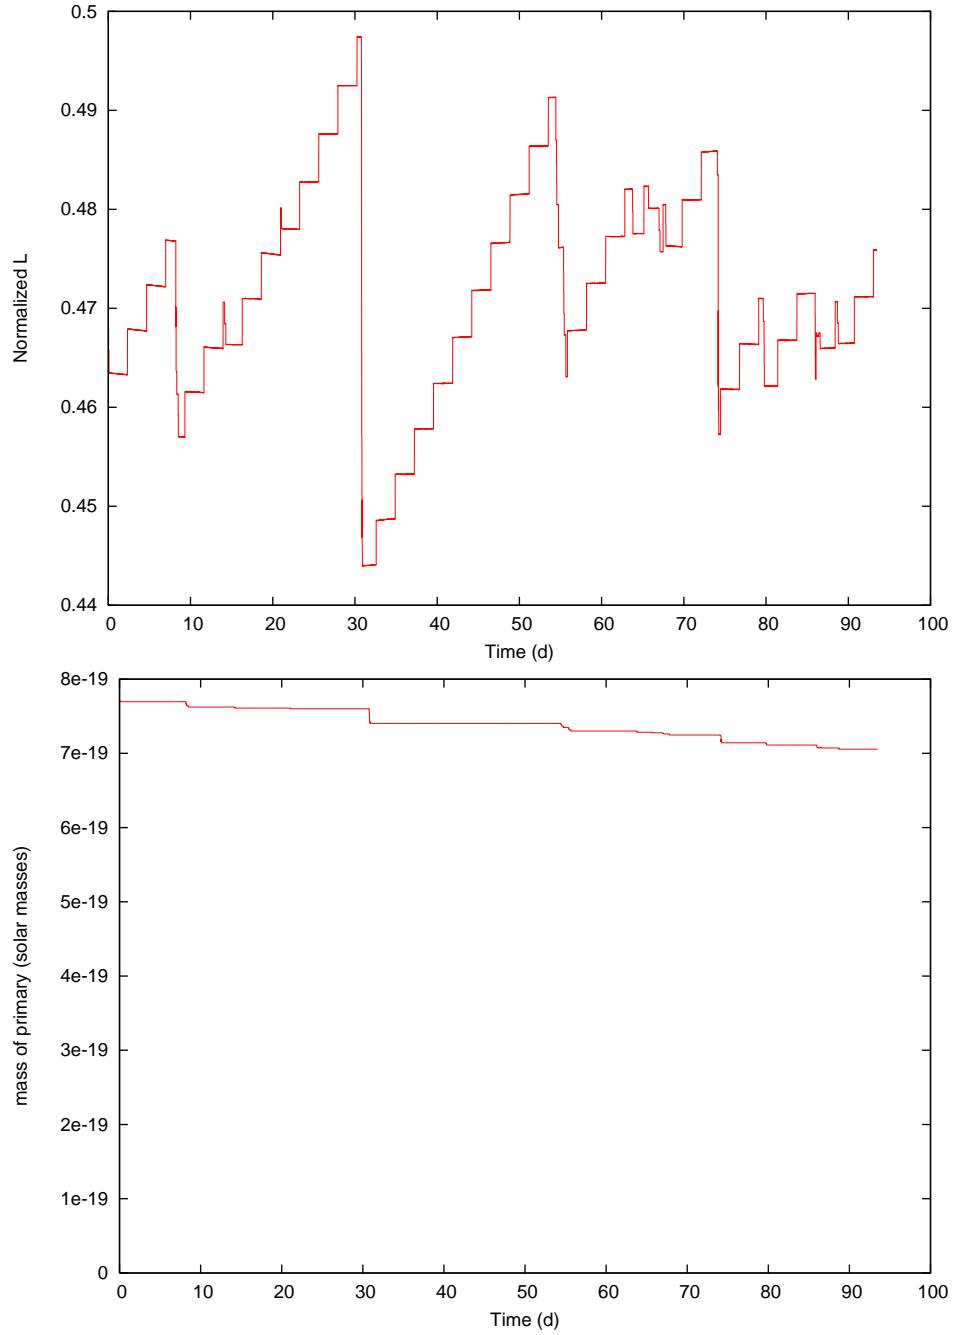 0.5
0.49
0.48
0.47
0.46
0.45
0.44
Normalized L
0 10 20 30 40 50 60 70 80 90 100
Time (d)
8e-19
7e-19
6e-19
5e-19
4e-19
3e-19
2e-19
1e-19
0
mass of primary (solar masses)
0 10 20 30 40 50 60 70 80 90 100
Time (d)